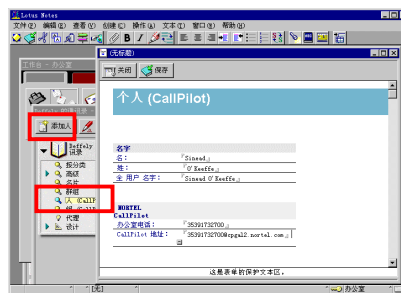 Lotus Notes
文件(F) 编辑(E) 查看(V) 创建(C) 操作(A) 文本(T) 窗口(W) 帮助(H)
(无标题)
工作台 - 办公室
关闭 保存
个人 (CallPilot)
添加人
名字
名： Sinead
姓： O'Keeffe
全 用户 名字： Sinead O'Keeffe
按分类
高级
名片
群组
人 (CallP
代理
设计
NORTEL
CallPilot
办公室电话： 35391732700
CallPilot 地址： 35391732700@cpgal2.nortel.com
这是表单的保护文本区。
[无]
办公室